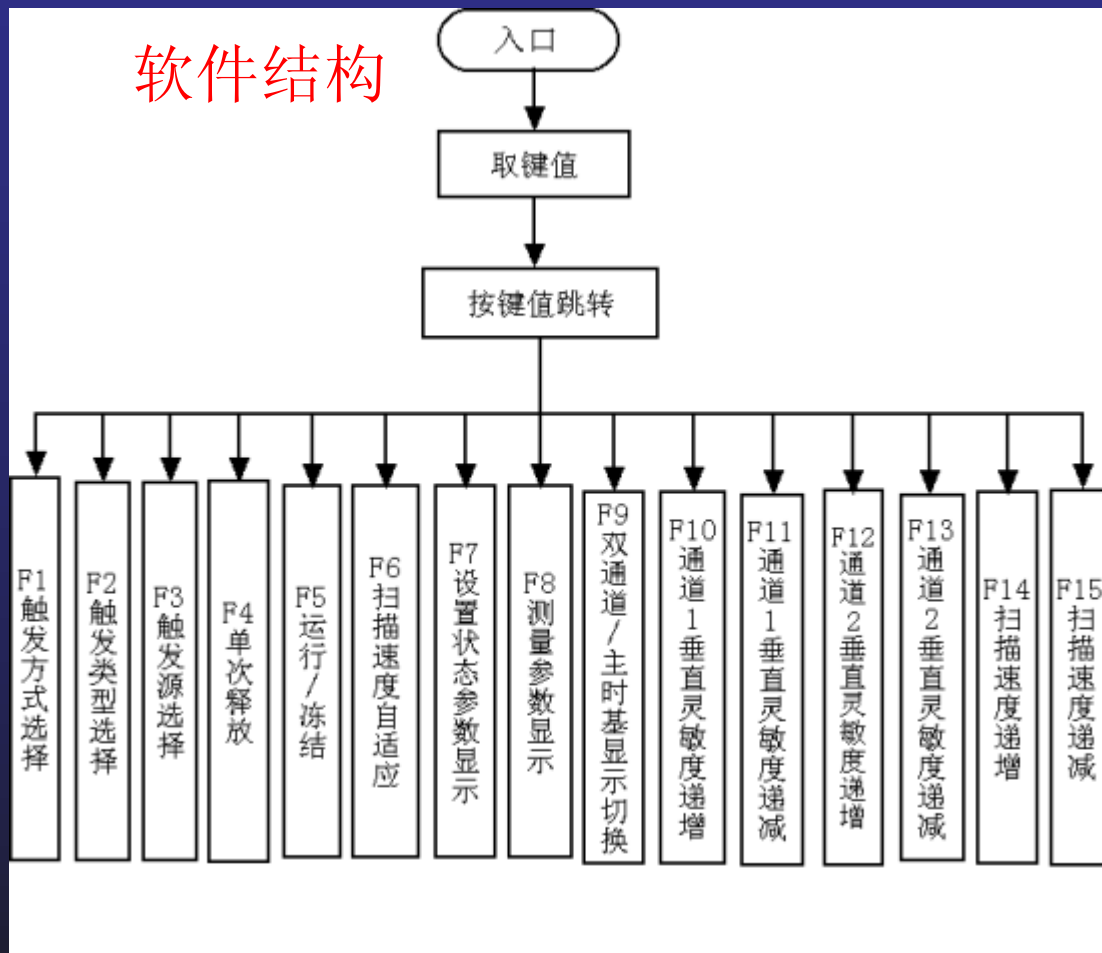 入口
软件结构
取键值
按键值跳转
F1触发方式选择
F2触发类型选择
F3触发源选择
F4单次释放
F5运行/冻结
F6扫描速度自适应
F7设置状态参数显示
F8测量参数显示
F9双通道/主时基显示切换
F10通道1垂直灵敏度递增
F11通道1垂直灵敏度递减
F12通道2垂直灵敏度递增
F13通道2垂直灵敏度递减
F14扫描速度递增
F15扫描速度递减